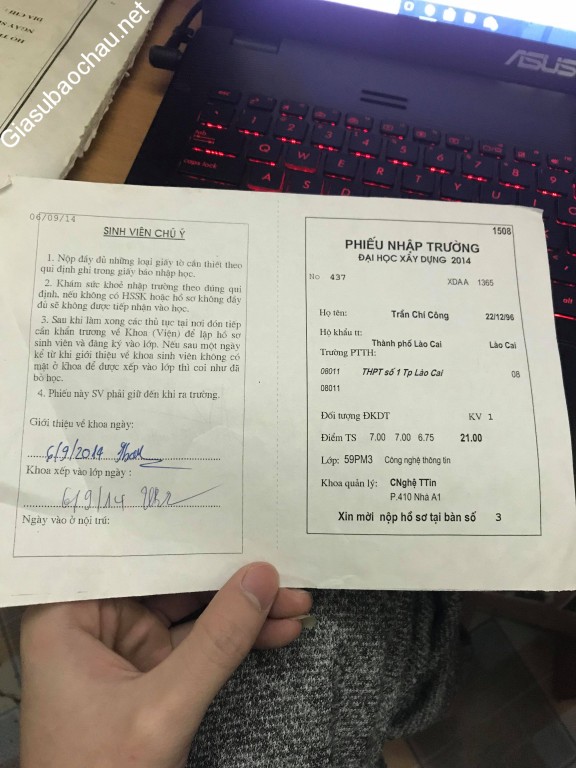 Giasubaochau.net
ASUS
06/09/14
SINH VIÊN CHÚ Ý
1. Nộp đầy đủ những loại giấy tờ cần thiết theo
qui định ghi trong giấy báo nhập học.
2. Khám sức khoẻ nhập trường theo đúng qui
định, nếu không có HSSK hoặc hồ sơ không đầy
đủ sẽ không được tiếp nhận vào học.
3. Sau khi làm xong các thủ tục tại nơi đón tiếp
cần khẩn trương về Khoa (Viện) để lập hồ sơ
sinh viên và đăng ký vào lớp. Nếu sau một ngày
kể từ khi giới thiệu về khoa sinh viên không có
mặt ở khoa để được xếp vào lớp thì coi như đã
bỏ học.
4. Phiếu này SV phải giữ đến khi ra trường.
Giới thiệu về khoa ngày:
6/9/2014
Khoa xếp vào lớp ngày :
6/9/14
Ngày vào ở nội trú:
1508
PHIẾU NHẬP TRƯỜNG
ĐẠI HỌC XÂY DỰNG 2014
No 437 XDAA 1365
Họ tên: Trần Chí Công 22/12/96
Hộ khẩu tt: Thành phố Lào Cai Lào Cai
Trường PTTH:
08011 THPT số 1 Tp Lào Cai 08
08011
Đối tượng ĐKDT KV 1
Điểm TS 7.00 7.00 6.75 21.00
Lớp: 59PM3 Công nghệ thông tin
Khoa quản lý: CNghệ TTin
P.410 Nhà A1
Xin mời nộp hồ sơ tại bàn số 3